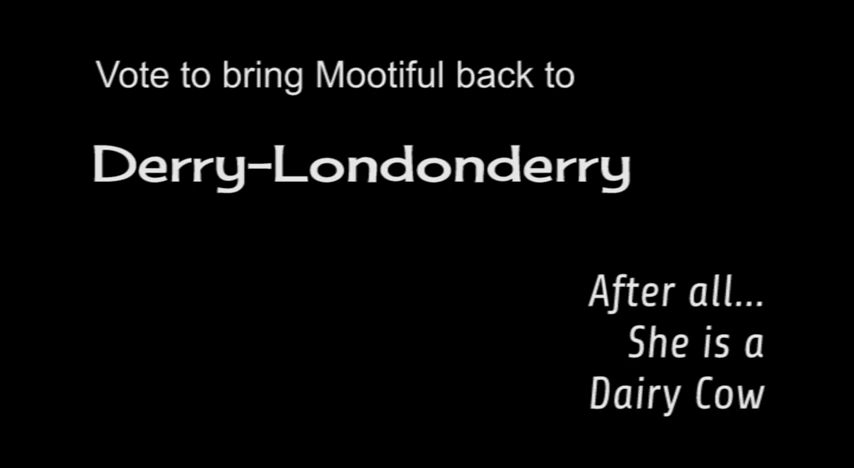 Vote to bring Mootiful back to
Derry-Londonderry
After all...
She is a
Dairy Cow